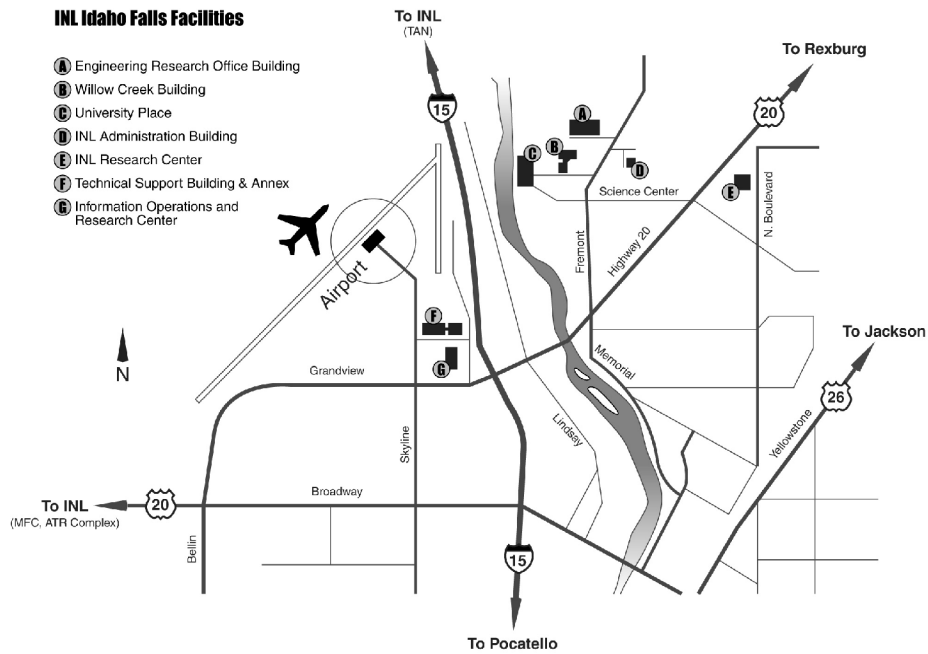 INL Idaho Falls Facilities
A Engineering Research Office Building
B Willow Creek Building
C University Place
D INL Administration Building
E INL Research Center
F Technical Support Building & Annex
G Information Operations and
Research Center
To INL
(TAN)
15
To Rexburg
20
A
B
C
D
Science Center
E
N. Boulevard
Fremont
Highway 20
Airport
F
G
N
Grandview
Memorial
To Jackson
26
Yellowstone
Lindsay
Skyline
Broadway
To INL
(MFC, ATR Complex)
20
Bellin
15
To Pocatello